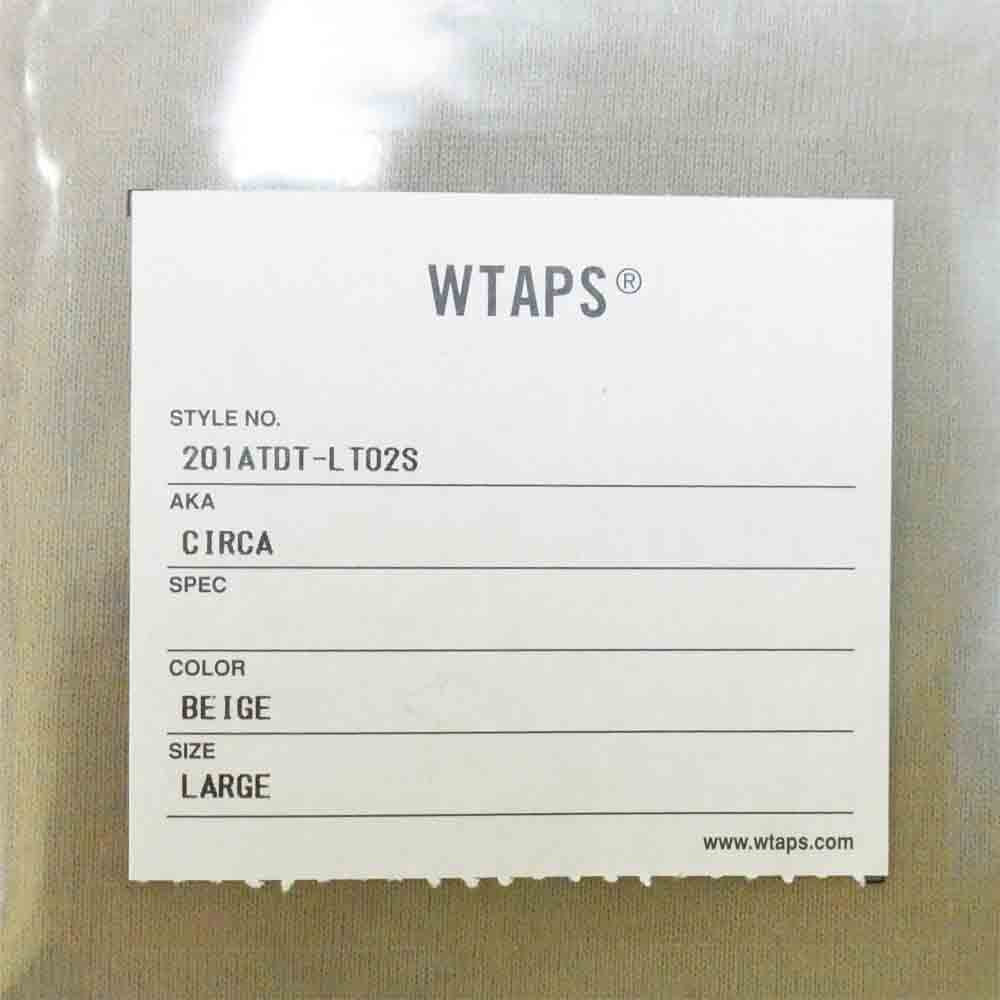 WTAPS®
STYLE NO.
201ATDT-LT02S
AKA
CIRCA
SPEC
COLOR
BEIGE
SIZE
LARGE
www.wtaps.com